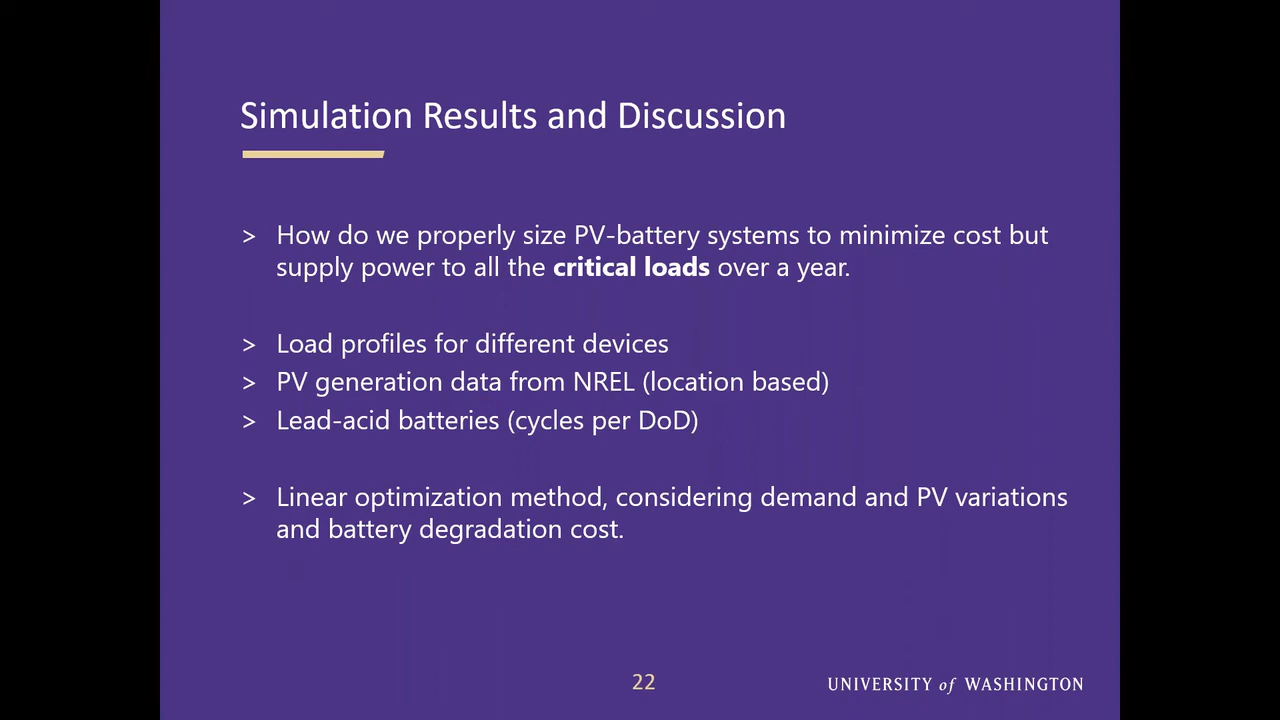 Simulation Results and Discussion
> How do we properly size PV-battery systems to minimize cost but
supply power to all the critical loads over a year.
> Load profiles for different devices
> PV generation data from NREL (location based)
> Lead-acid batteries (cycles per DoD)
> Linear optimization method, considering demand and PV variations
and battery degradation cost.
22
UNIVERSITY of WASHINGTON